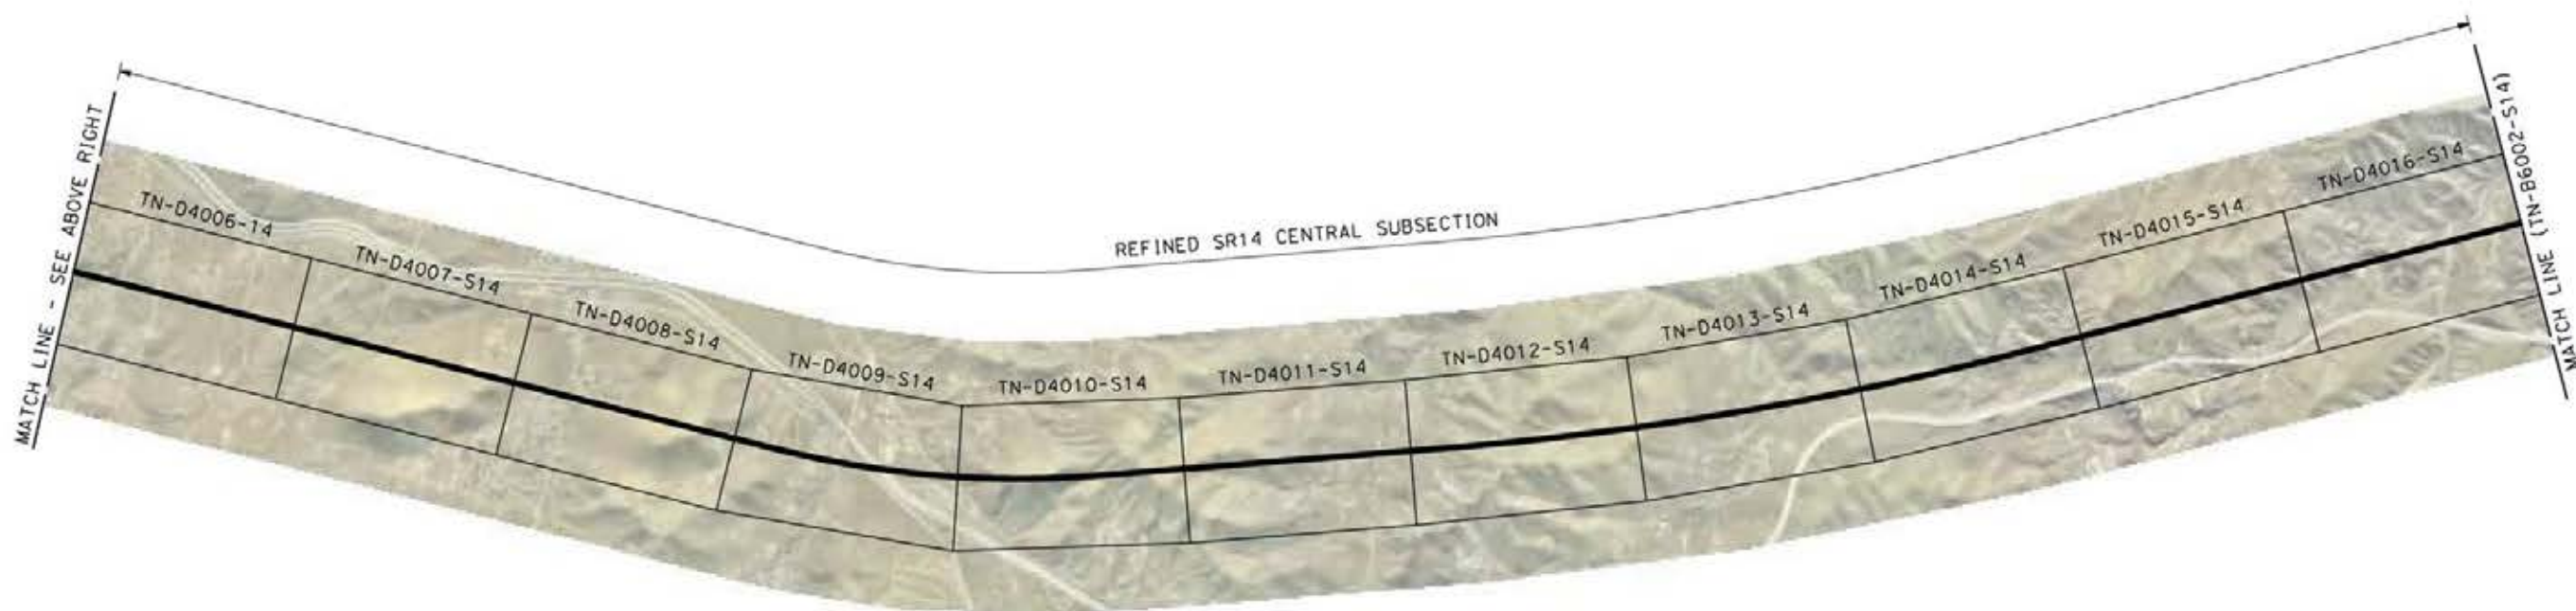 MATCH LINE - SEE ABOVE RIGHT
REFINED SR14 CENTRAL SUBSECTION
TN-D4006-14
TN-D4007-S14
TN-D4008-S14
TN-D4009-S14
TN-D4010-S14
TN-D4011-S14
TN-D4012-S14
TN-D4013-S14
TN-D4014-S14
TN-D4015-S14
TN-D4016-S14
MATCH LINE (TN-B6002-S14)